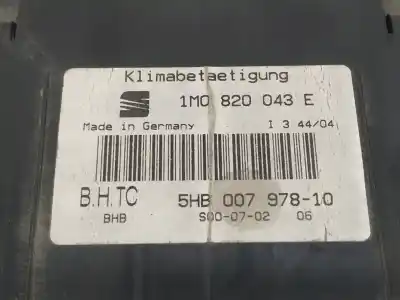 Klimabetaetigung
1M0 820 043 E
Made in Germany I 3 44/04
B.H.TC 5HB 007 978-10
BHB S00-07-02 06